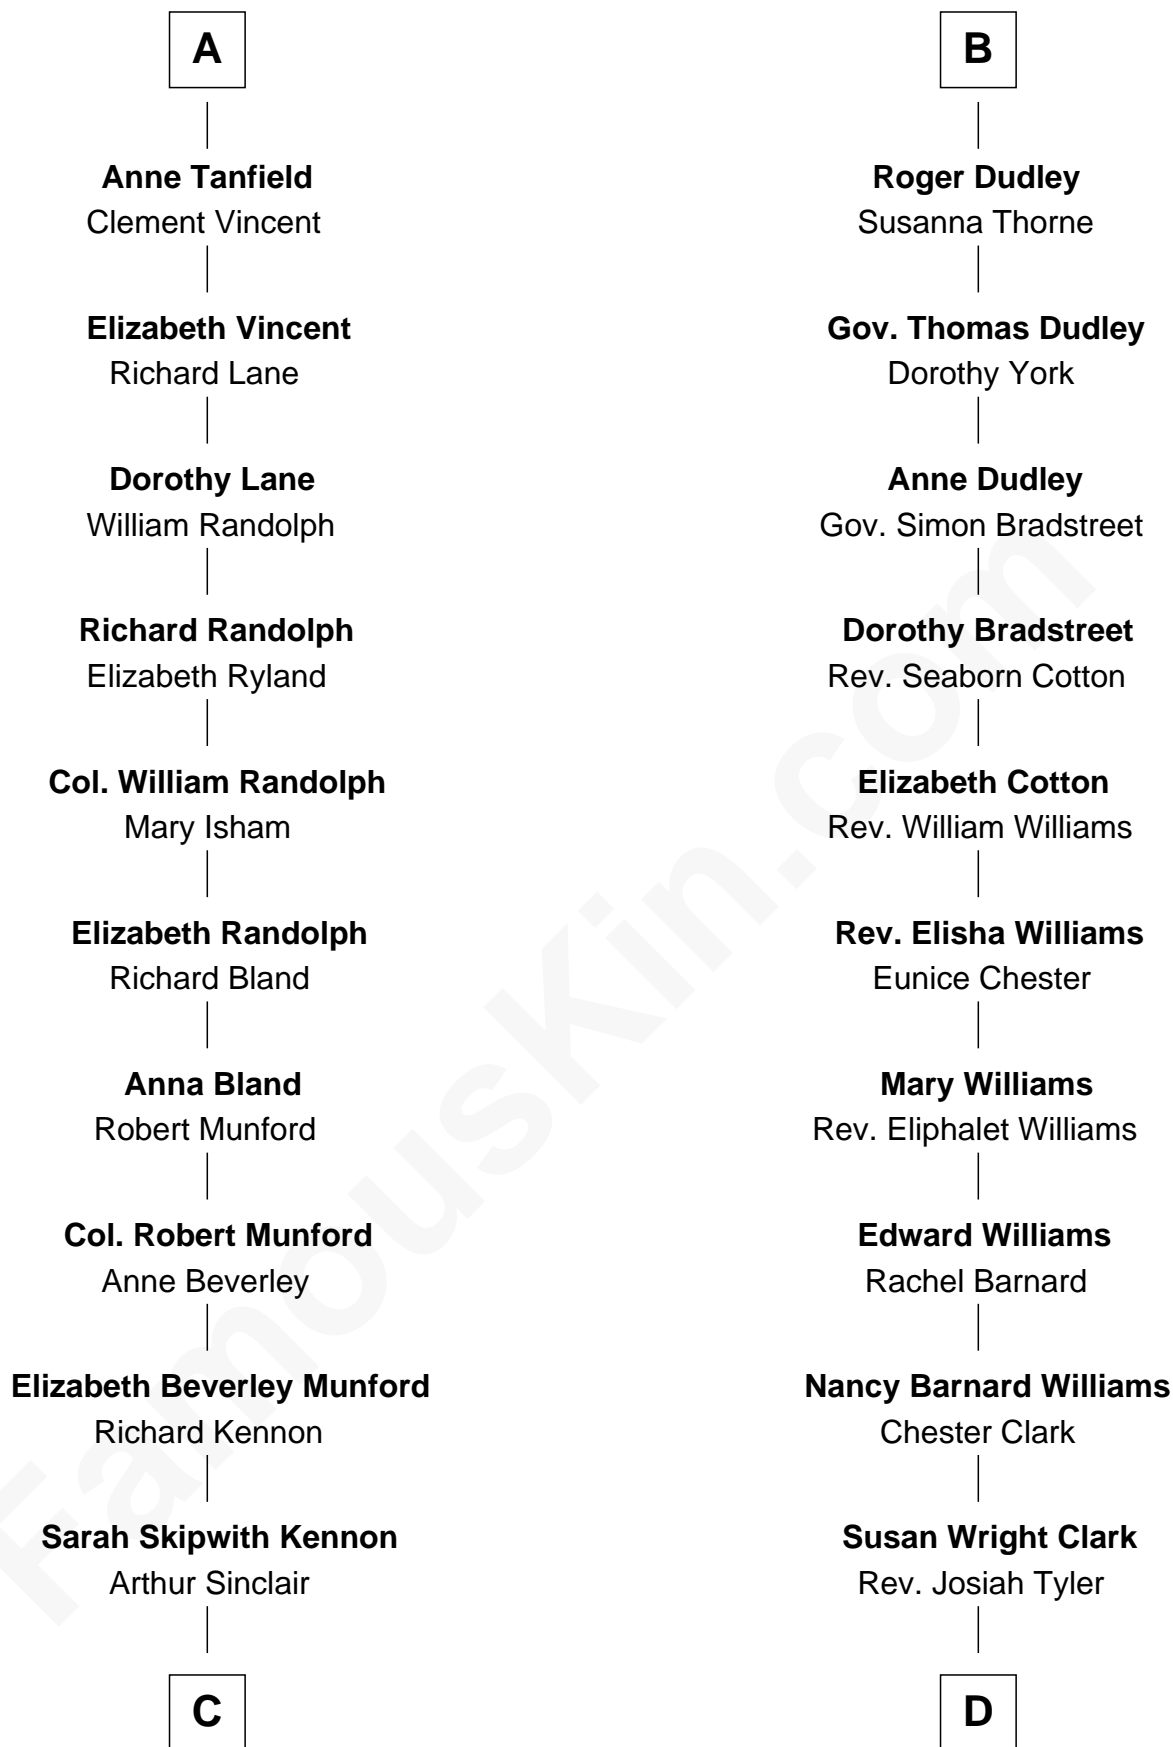 A
Anne Tanfield
Clement Vincent
Elizabeth Vincent
Richard Lane
Dorothy Lane
William Randolph
Richard Randolph
Elizabeth Ryland
Col. William Randolph
Mary Isham
Elizabeth Randolph
Richard Bland
Anna Bland
Robert Munford
Col. Robert Munford
Anne Beverley
Elizabeth Beverley Munford
Richard Kennon
Sarah Skipwith Kennon
Arthur Sinclair
C
B
Roger Dudley
Susanna Thorne
Gov. Thomas Dudley
Dorothy York
Anne Dudley
Gov. Simon Bradstreet
Dorothy Bradstreet
Rev. Seaborn Cotton
Elizabeth Cotton
Rev. William Williams
Rev. Elisha Williams
Eunice Chester
Mary Williams
Rev. Eliphalet Williams
Edward Williams
Rachel Barnard
Nancy Barnard Williams
Chester Clark
Susan Wright Clark
Rev. Josiah Tyler
D
FamousKin.com